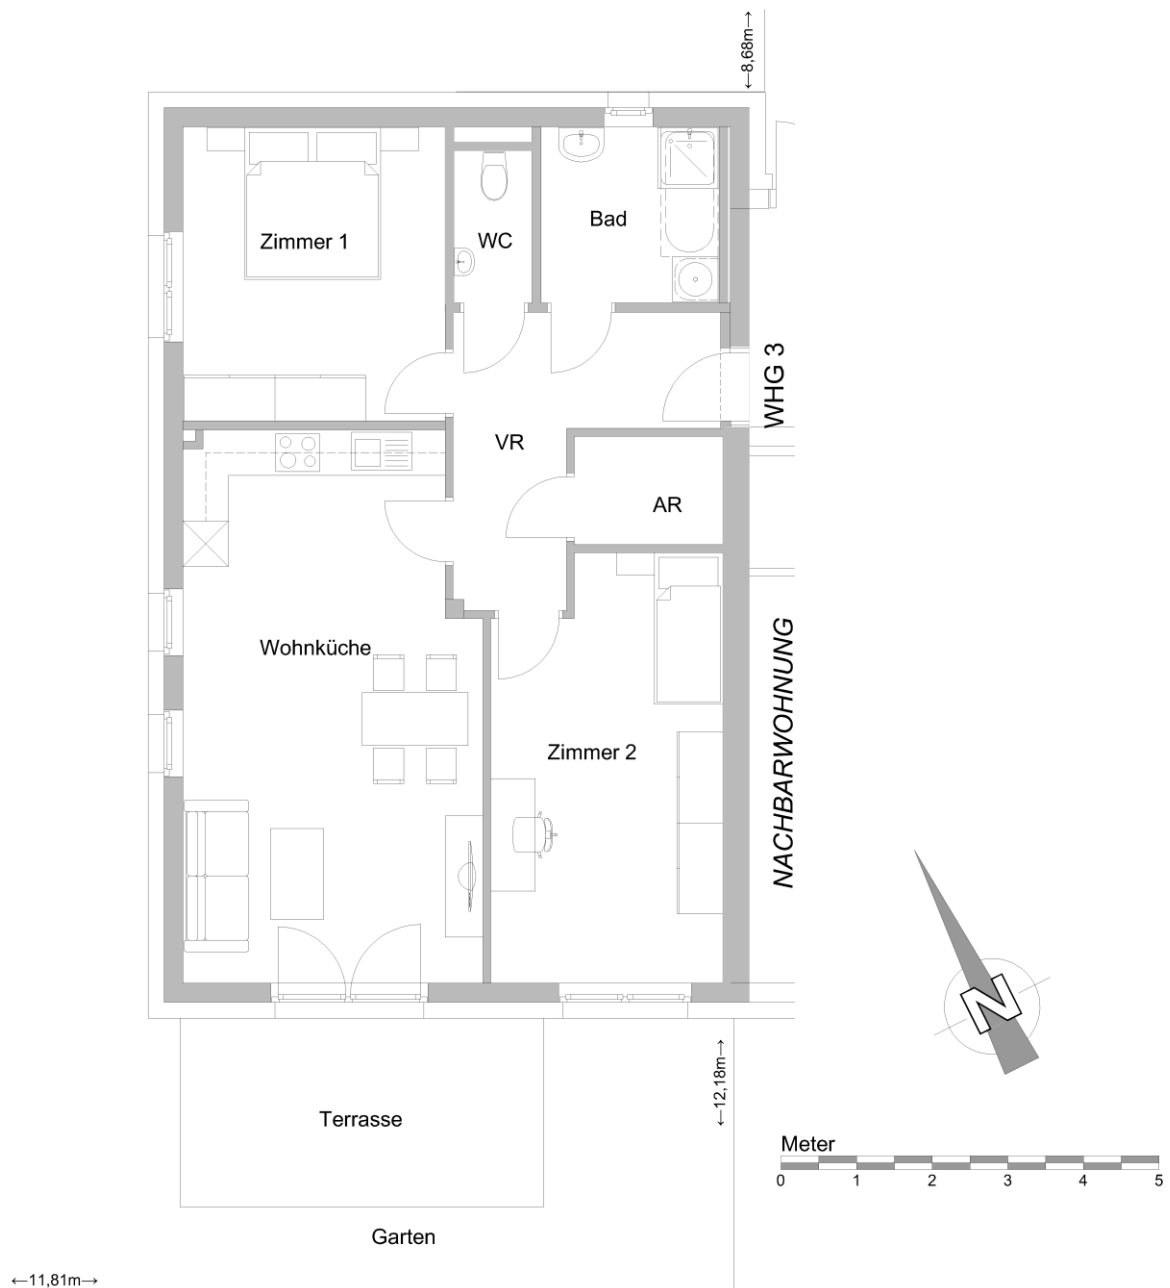 ←8,68m→
Zimmer 1
WC
Bad
WHG 3
VR
AR
Wohnküche
Zimmer 2
NACHBARWOHNUNG
N
←12,18m→
Terrasse
Meter
0 1 2 3 4 5
Garten
←11,81m→